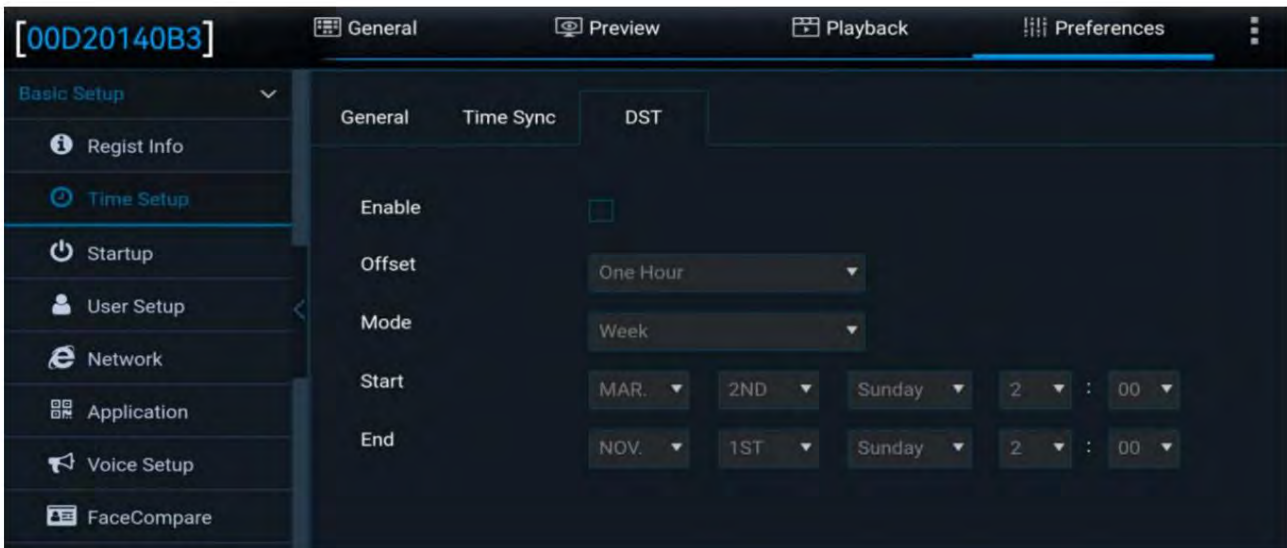 [00D20140B3]
General Preview Playback Preferences
Basic Setup
Regist Info
Time Setup
Startup
User Setup
Network
Application
Voice Setup
FaceCompare
General Time Sync DST
Enable
Offset One Hour
Mode Week
Start MAR. 2ND Sunday 2 : 00
End NOV. 1ST Sunday 2 : 00